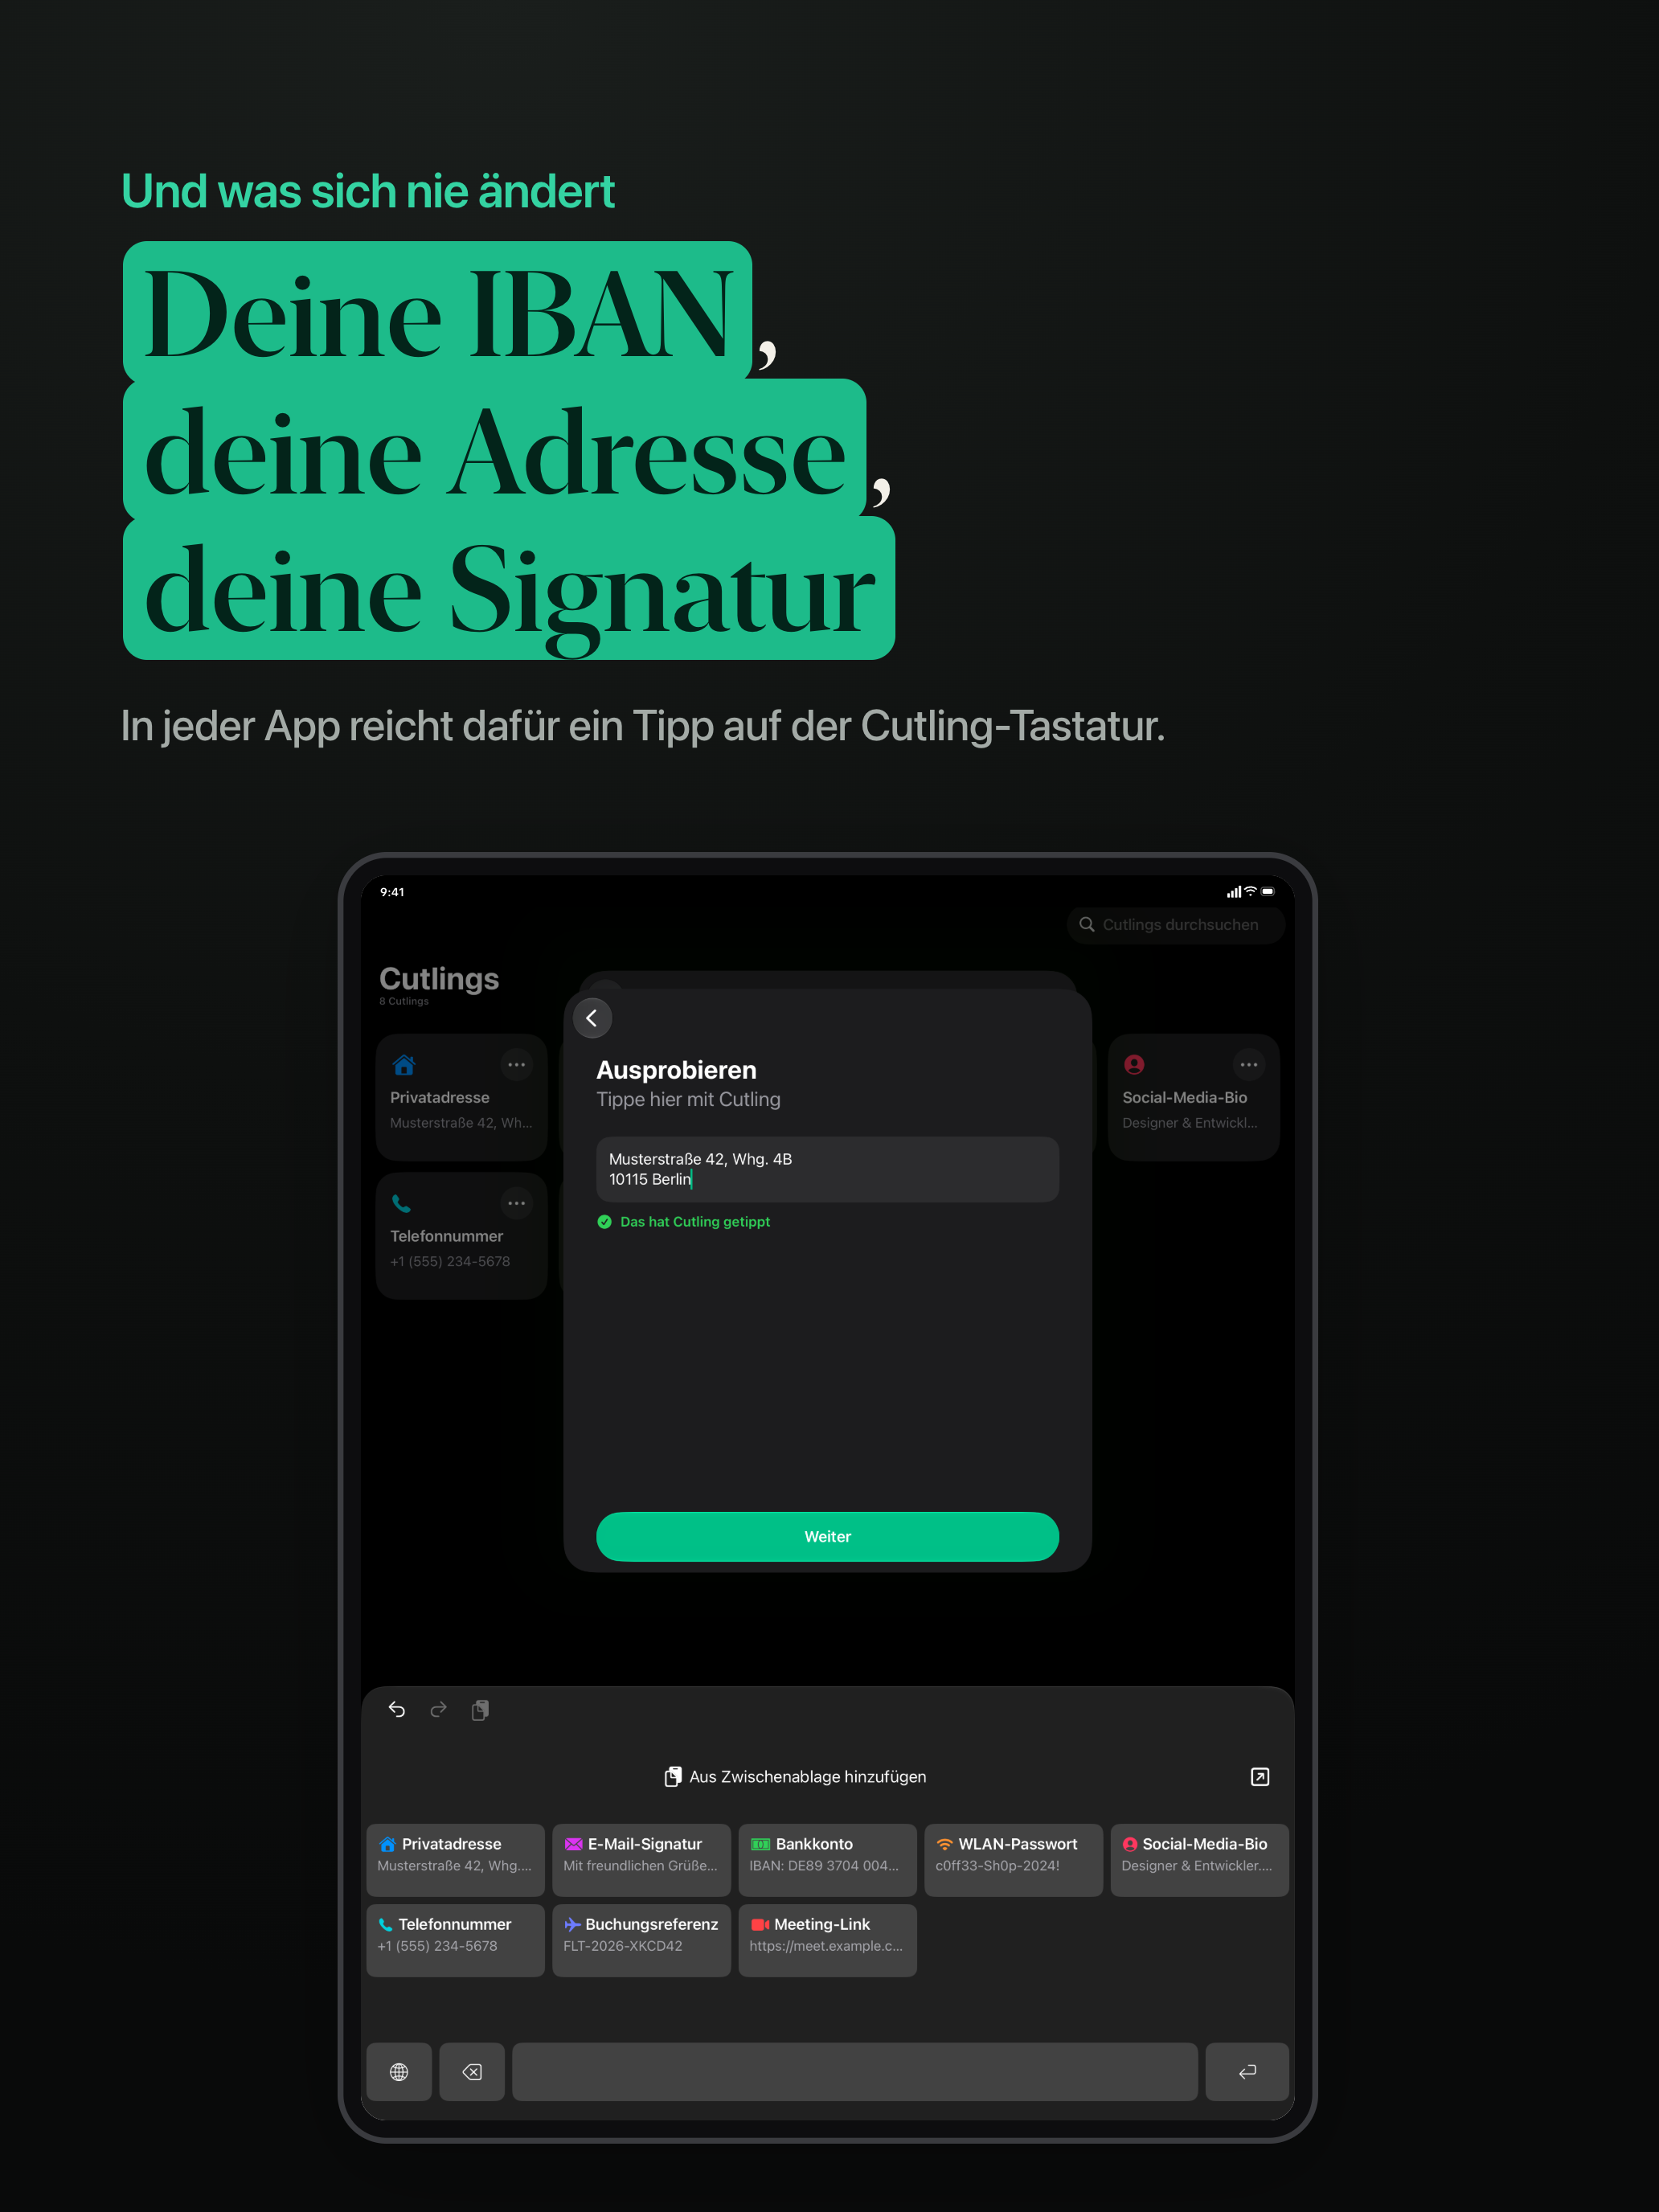 Und was sich nie ändert
Deine IBAN,
deine Adresse,
deine Signatur
In jeder App reicht dafür ein Tipp auf der Cutling-Tastatur.
9:41
Cutlings durchsuchen
Cutlings
8 Cutlings
Privatadresse
Musterstraße 42, Wh...
Social-Media-Bio
Designer & Entwickl...
Telefonnummer
+1 (555) 234-5678
Ausprobieren
Tippe hier mit Cutling
Musterstraße 42, Whg. 4B
10115 Berlin
Das hat Cutling getippt
Weiter
Aus Zwischenablage hinzufügen
Privatadresse
Musterstraße 42, Whg....
E-Mail-Signatur
Mit freundlichen Grüße...
Bankkonto
IBAN: DE89 3704 004...
WLAN-Passwort
c0ff33-Sh0p-2024!
Social-Media-Bio
Designer & Entwickler....
Telefonnummer
+1 (555) 234-5678
Buchungsreferenz
FLT-2026-XKCD42
Meeting-Link
https://meet.example.c...